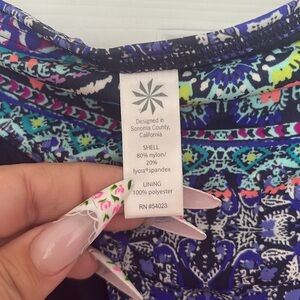 Designed in
Sonoma County,
California
SHELL
80% nylon/
20%
lycra®spandex
LINING
100% polyester
RN #54023